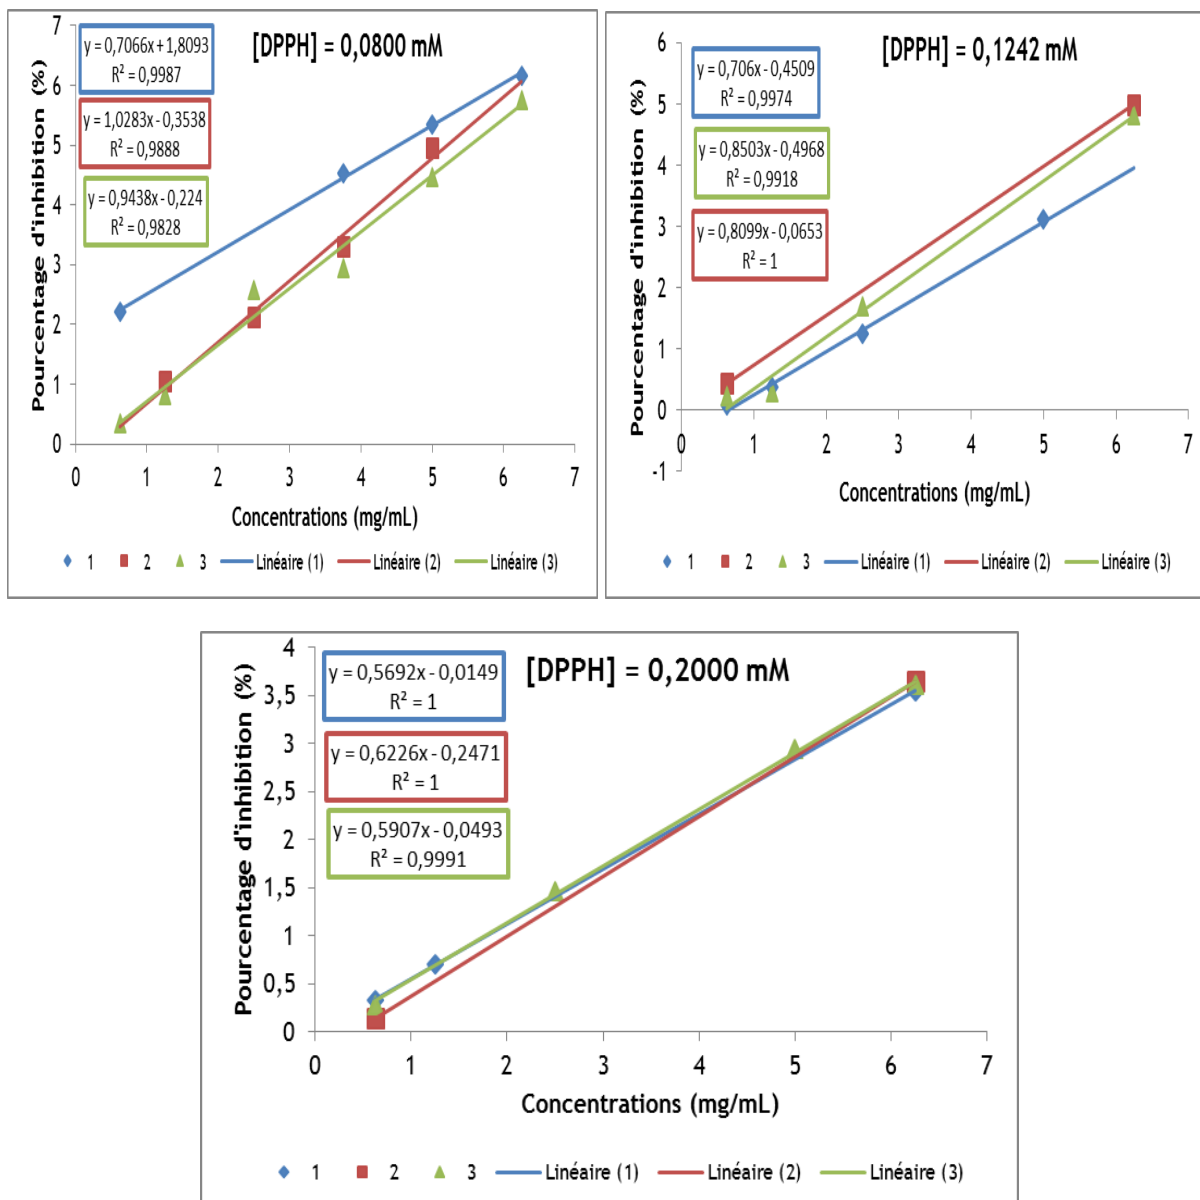 [DPPH] = 0,0800 mM
y = 0,7066x + 1,8093
R² = 0,9987
y = 1,0283x - 0,3538
R² = 0,9888
y = 0,9438x - 0,224
R² = 0,9828
Pourcentage d'inhibition (%)
7
6
5
4
3
2
1
0
0 1 2 3 4 5 6 7
Concentrations (mg/mL)
1 2 3 Linéaire (1) Linéaire (2) Linéaire (3)
[DPPH] = 0,1242 mM
y = 0,706x - 0,4509
R² = 0,9974
y = 0,8503x - 0,4968
R² = 0,9918
y = 0,8099x - 0,0653
R² = 1
Pourcentage d'inhibition (%)
6
5
4
3
2
1
0
-1
0 1 2 3 4 5 6 7
Concentrations (mg/mL)
1 2 3 Linéaire (1) Linéaire (2) Linéaire (3)
[DPPH] = 0,2000 mM
y = 0,5692x - 0,0149
R² = 1
y = 0,6226x - 0,2471
R² = 1
y = 0,5907x - 0,0493
R² = 0,9991
Pourcentage d'inhibition (%)
4
3,5
3
2,5
2
1,5
1
0,5
0
0 1 2 3 4 5 6 7
Concentrations (mg/mL)
1 2 3 Linéaire (1) Linéaire (2) Linéaire (3)